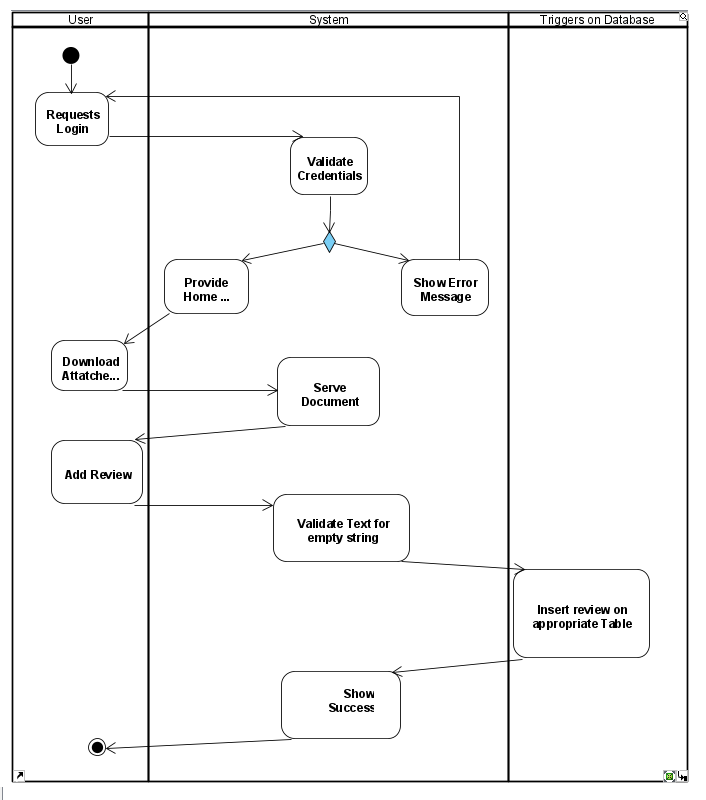 User
System
Triggers on Database
Requests
Login
Validate
Credentials
Provide
Home ...
Show Error
Message
Download
Attatche...
Serve
Document
Add Review
Validate Text for
empty string
Insert review on
appropriate Table
Show
Success